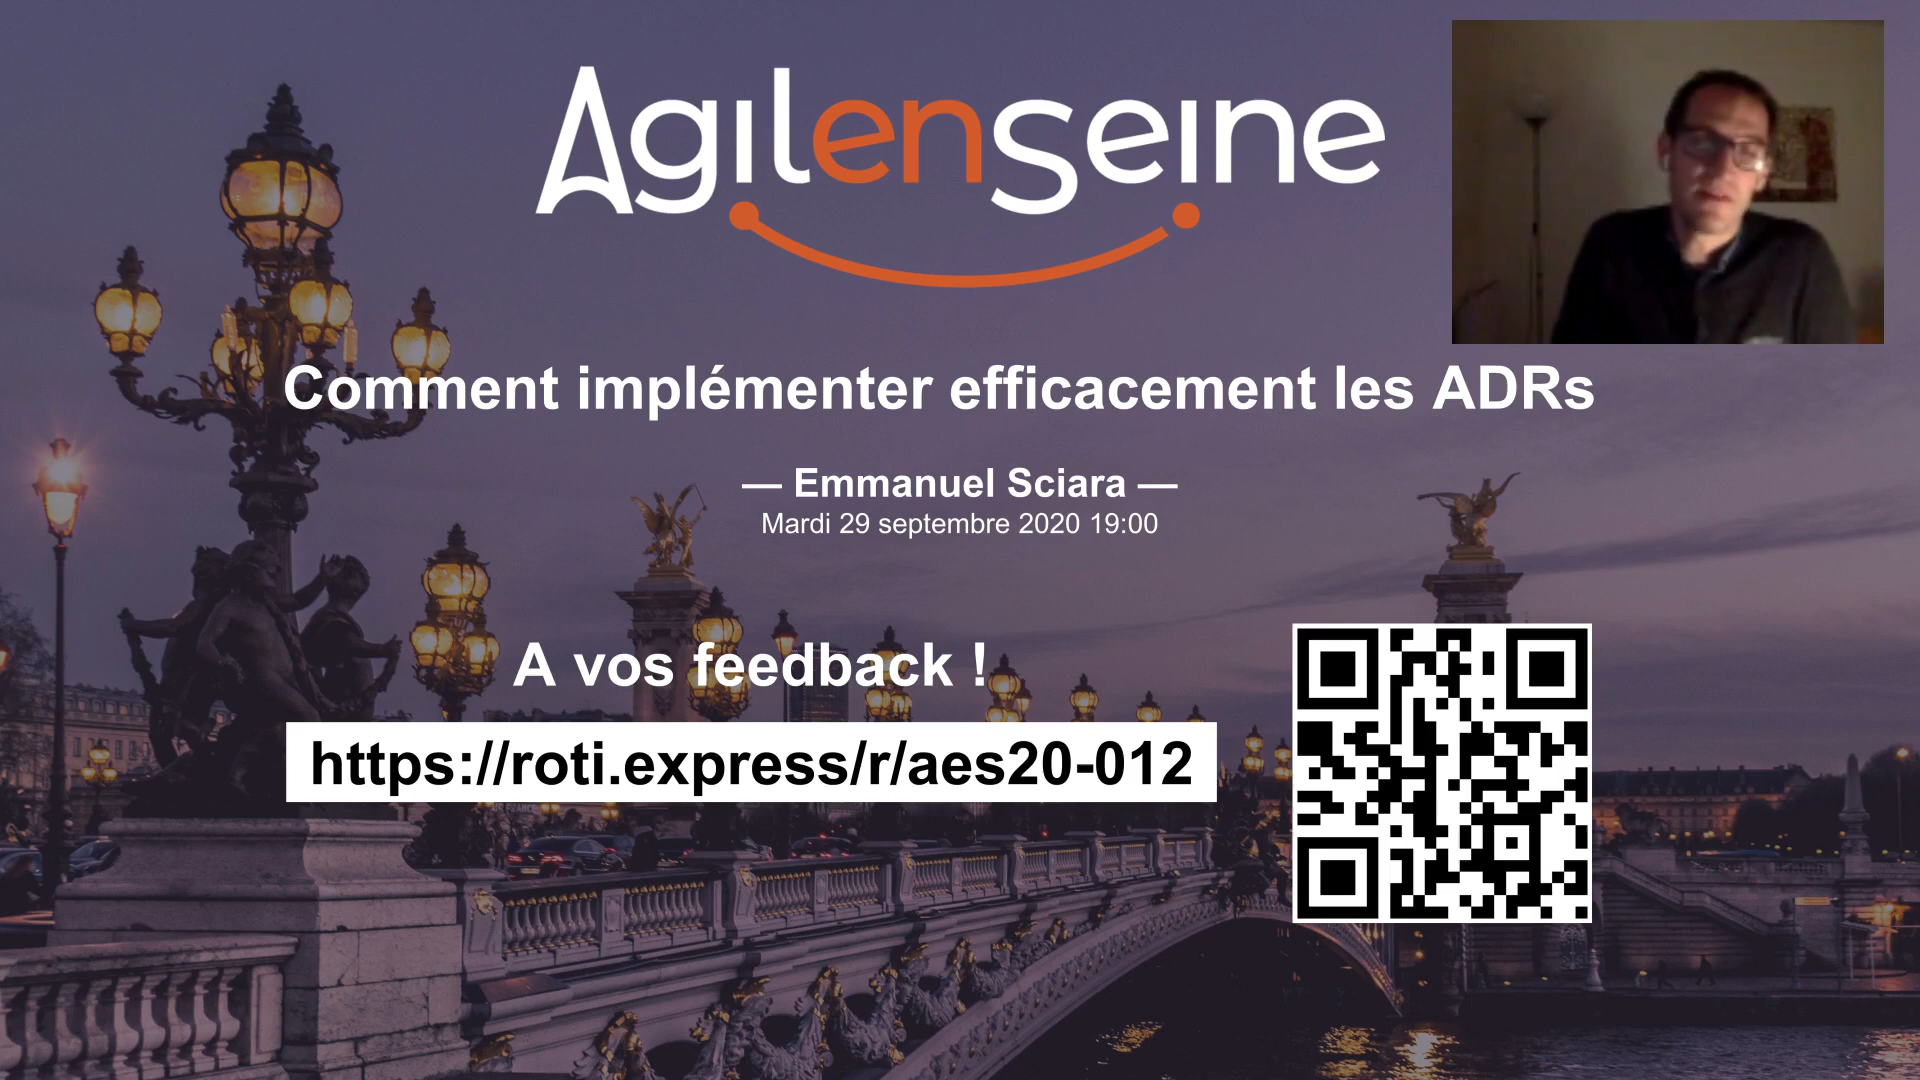 Agilenseine
Comment implémenter efficacement les ADRs
— Emmanuel Sciara —
Mardi 29 septembre 2020 19:00
A vos feedback !
https://roti.express/r/aes20-012